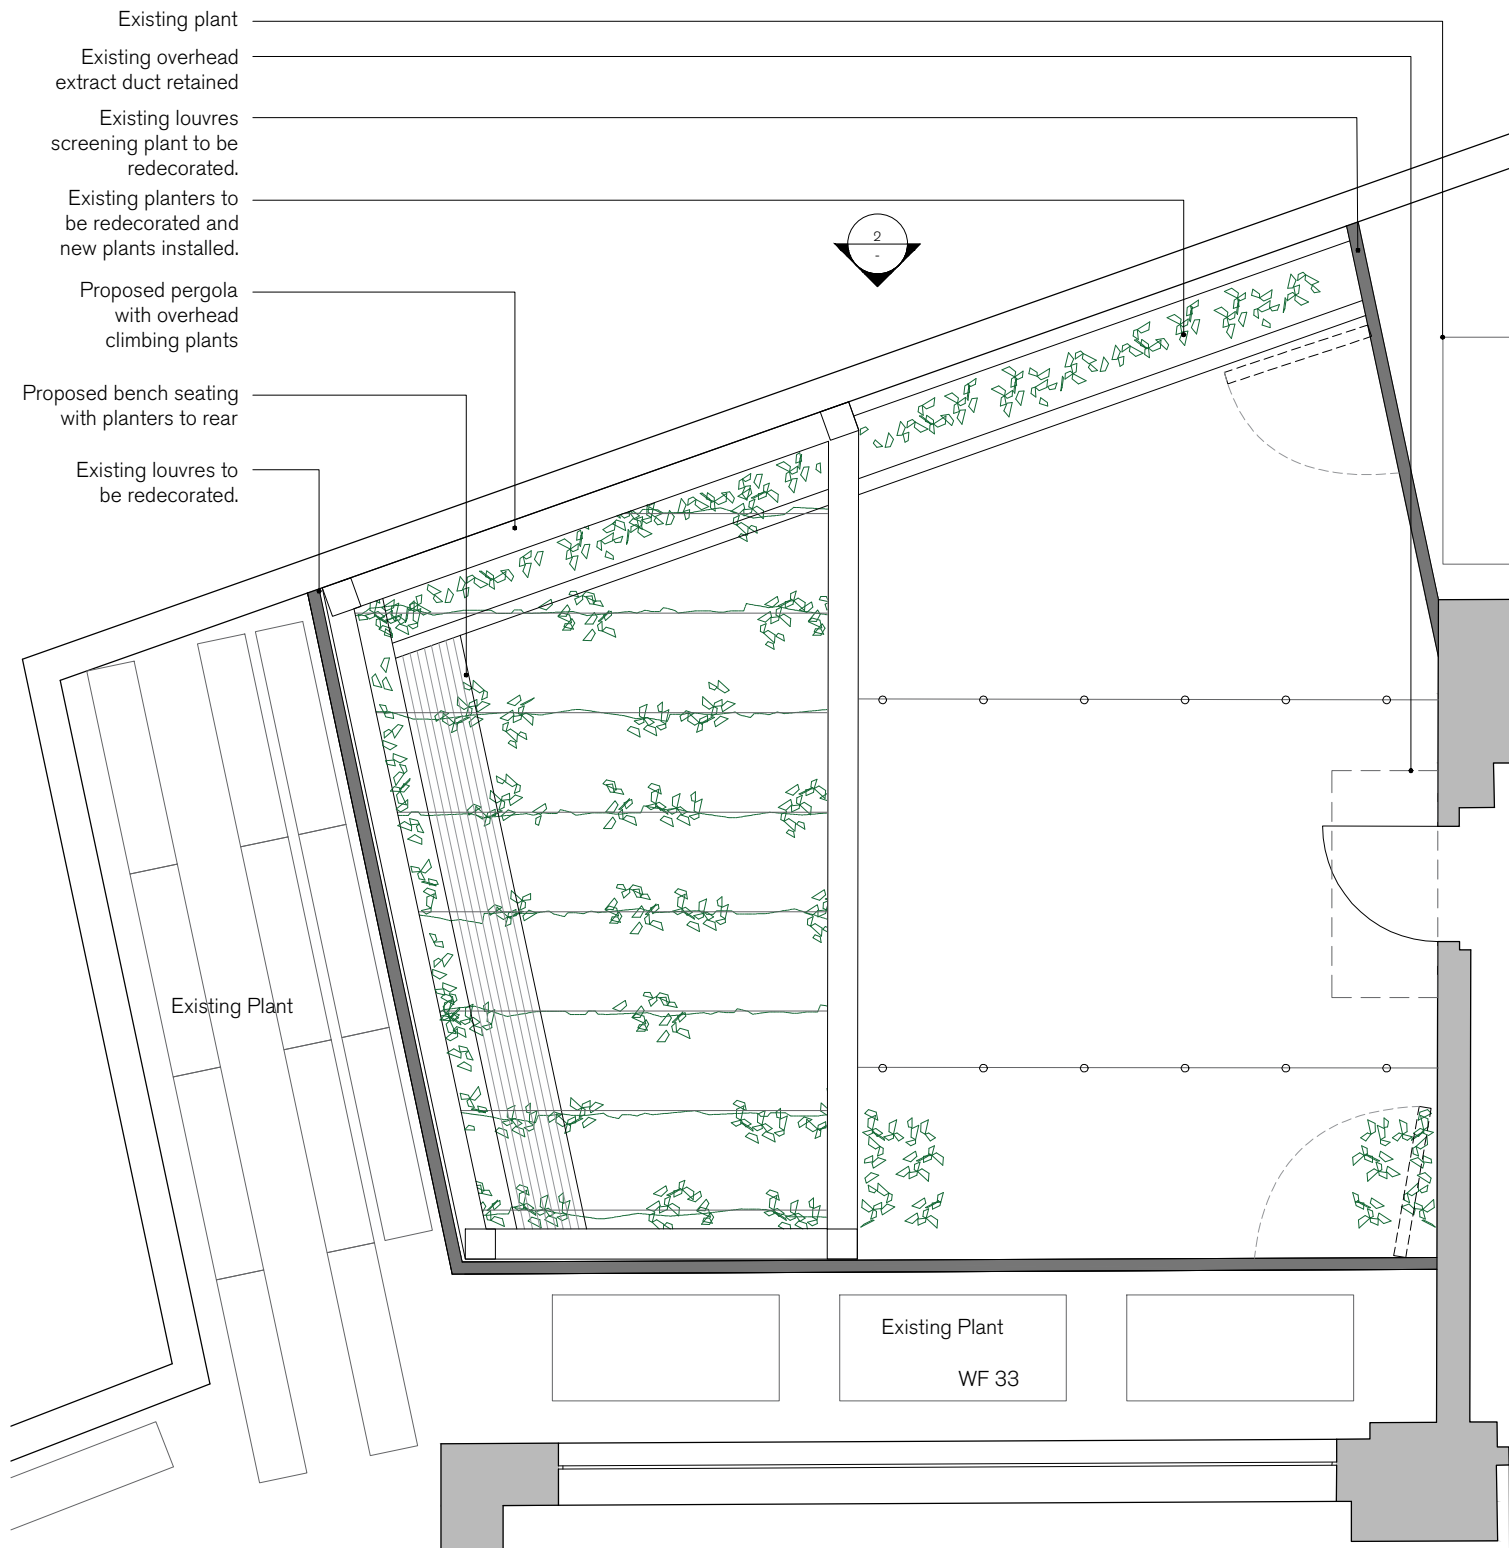 Existing plant
Existing overhead
extract duct retained
Existing louvres
screening plant to be
redecorated.
Existing planters to
be redecorated and
new plants installed.
Proposed pergola
with overhead
climbing plants
Proposed bench seating
with planters to rear
Existing louvres to
be redecorated.
2
-
Existing Plant
Existing Plant
WF 33